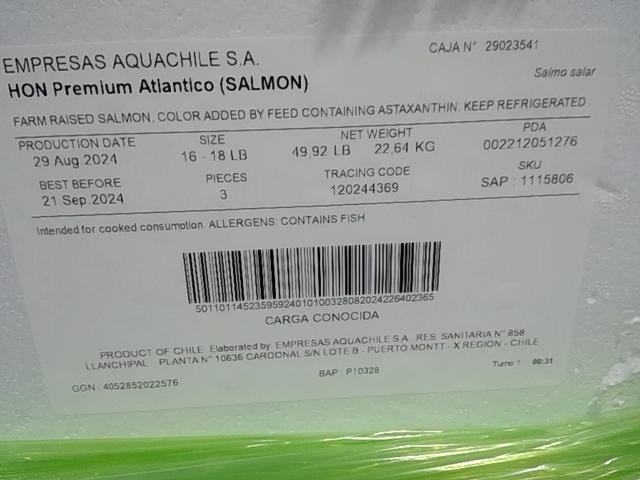 EMPRESAS AQUACHILE S.A.
CAJA N° 29023541
HON Premium Atlantico (SALMON)
Salmo salar
FARM RAISED SALMON, COLOR ADDED BY FEED CONTAINING ASTAXANTHIN. KEEP REFRIGERATED
PRODUCTION DATE SIZE NET WEIGHT PDA
29 Aug 2024 16 - 18 LB 49,92 LB 22,64 KG 002212051276
BEST BEFORE PIECES TRACING CODE SKU
21 Sep 2024 3 120244369 SAP : 1115806
Intended for cooked consumption. ALLERGENS: CONTAINS FISH
50110114523595924010100328082024226402365
CARGA CONOCIDA
PRODUCT OF CHILE Elaborated by EMPRESAS AQUACHILE S.A RES. SANITARIA N° 858
LLANCHIPAL PLANTA N° 10636 CARDONAL S/N LOTE B - PUERTO MONTT - X REGION - CHILE
GGN : 4052852022576 BAP : P10328 Turno 1 00:31